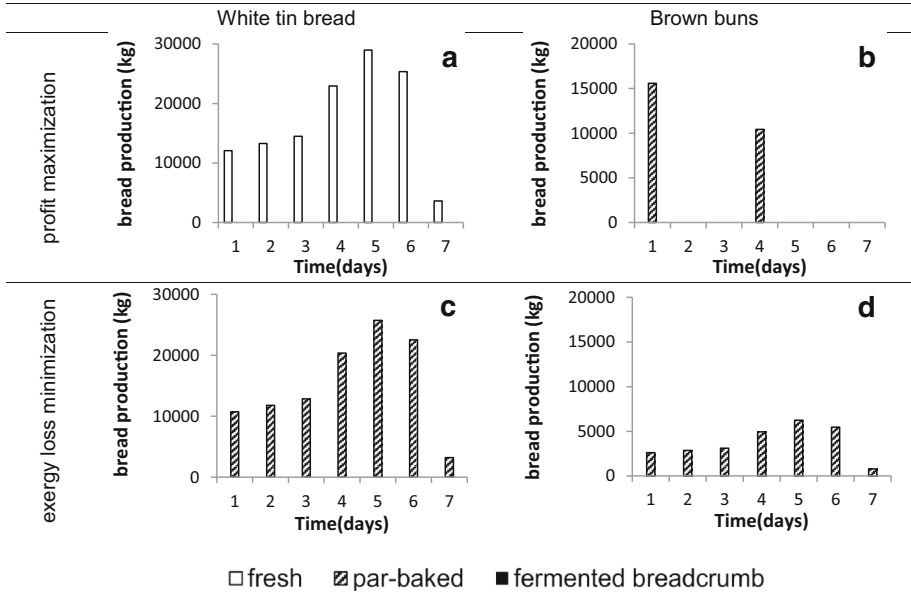 White tin bread
Brown buns
profit maximization
exergy loss minimization
a
bread production (kg)
30000
20000
10000
0
1 2 3 4 5 6 7
Time(days)
b
bread production (kg)
20000
15000
10000
5000
0
1 2 3 4 5 6 7
Time(days)
c
bread production (kg)
30000
20000
10000
0
1 2 3 4 5 6 7
Time(days)
d
bread production (kg)
20000
15000
10000
5000
0
1 2 3 4 5 6 7
Time(days)
fresh par-baked fermented breadcrumb